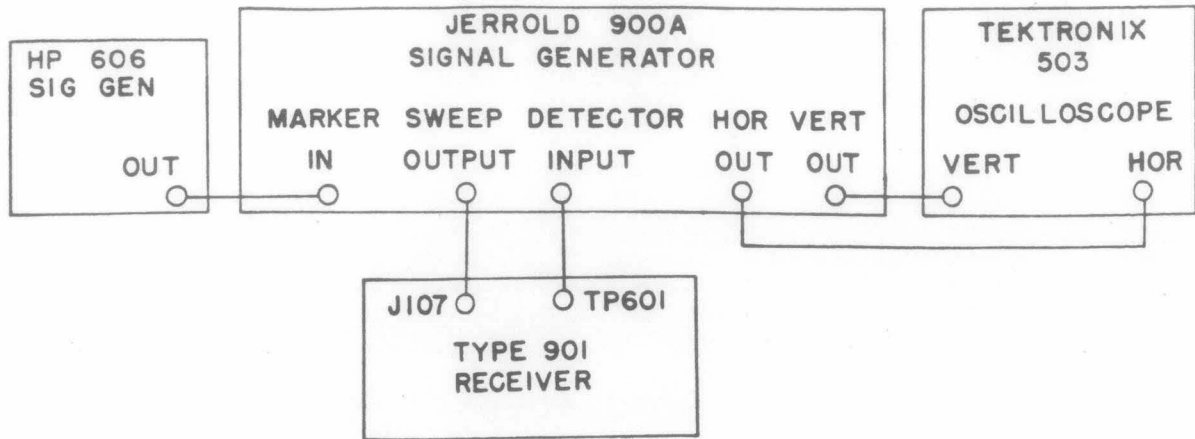 HP 606
SIG GEN
OUT
JERROLD 900A
SIGNAL GENERATOR
MARKER IN
SWEEP OUTPUT
DETECTOR INPUT
HOR OUT
VERT OUT
TEKTRONIX
503
OSCILLOSCOPE
VERT
HOR
J107
TP601
TYPE 901
RECEIVER